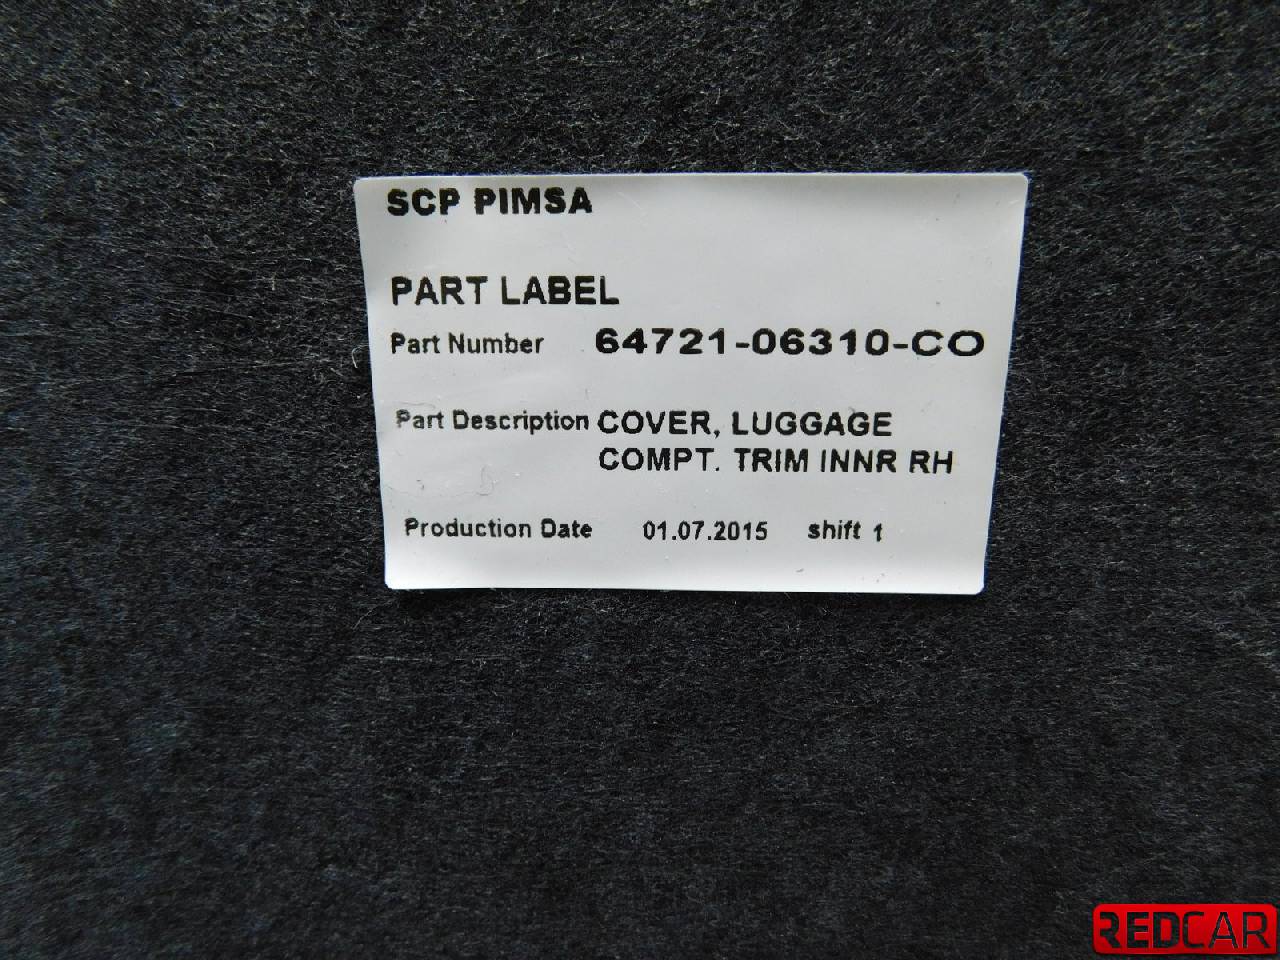 SCP PIMSA
PART LABEL
Part Number 64721-06310-CO
Part Description COVER, LUGGAGE
COMPT. TRIM INNR RH
Production Date 01.07.2015 shift 1
REDCAR